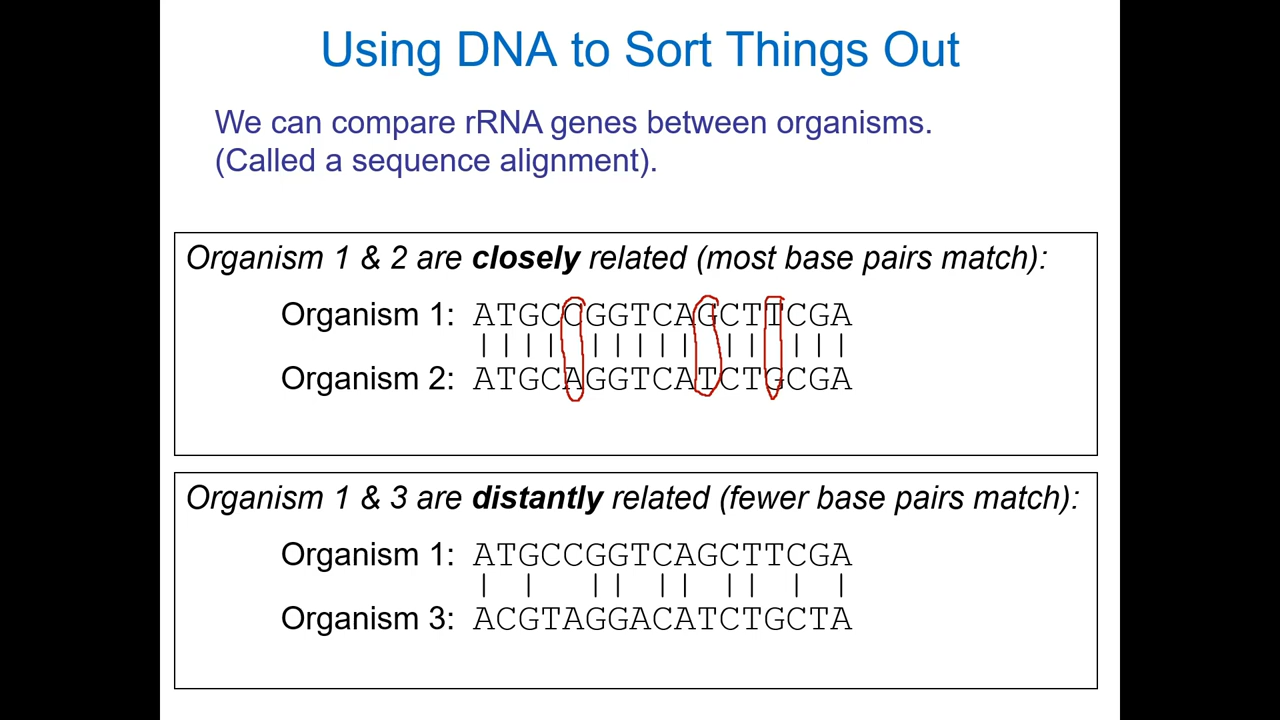 Using DNA to Sort Things Out
We can compare rRNA genes between organisms.
(Called a sequence alignment).
Organism 1 & 2 are closely related (most base pairs match):
Organism 1: ATGCCGGTCAGCTTCGA
| | | | | | | | | | | | | |
Organism 2: ATGCAGGTCATCTGCGA
Organism 1 & 3 are distantly related (fewer base pairs match):
Organism 1: ATGCCGGTCAGCTTCGA
| | | | | | | | | |
Organism 3: ACGTAGGACATCTGCTA